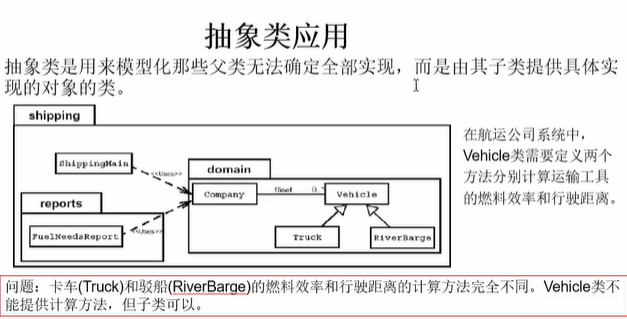 抽象类应用
抽象类是用来模型化那些父类无法确定全部实现，而是由其子类提供具体实
现的对象的类。
shipping
ShippingMain
<<Uses>>
domain
Company
fleet
0..
Vehicle
reports
FuelNeedsReport
<<Uses>>
Truck
RiverBarge
在航运公司系统中，
Vehicle类需要定义两个
方法分别计算运输工具
的燃料效率和行驶距离。
问题：卡车(Truck)和驳船(RiverBarge)的燃料效率和行驶距离的计算方法完全不同。Vehicle类不
能提供计算方法，但子类可以。